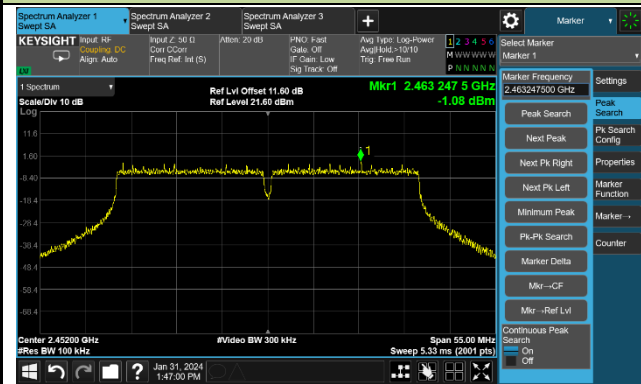 Spectrum Analyzer 1
Swept SA
Spectrum Analyzer 2
Swept SA
Spectrum Analyzer 3
Swept SA
+
Marker
KEYSIGHT
Input: RF
Coupling: DC
Align: Auto
Input Z: 50 Ω
Corr CCorr
Freq Ref: Int (S)
Atten: 20 dB
PNO: Fast
Gate: Off
IF Gain: Low
Sig Track: Off
Avg Type: Log-Power
Avg|Hold:>10/10
Trig: Free Run
1 2 3 4 5 6
M W W W W W
P N N N N N
Select Marker
Marker 1
1 Spectrum
Scale/Div 10 dB
Log
Ref Lvl Offset 11.60 dB
Ref Level 21.60 dBm
Mkr1 2.463 247 5 GHz
-1.08 dBm
11.6
1.60
-8.40
-18.4
-28.4
-38.4
-48.4
-58.4
-68.4
1
Center 2.45200 GHz
#Res BW 100 kHz
#Video BW 300 kHz
Span 55.00 MHz
Sweep 5.33 ms (2001 pts)
Marker Frequency
2.463247500 GHz
Peak Search
Next Peak
Next Pk Right
Next Pk Left
Minimum Peak
Pk-Pk Search
Marker Delta
Mkr→CF
Mkr→Ref Lvl
Continuous Peak
Search
On
Off
Settings
Peak
Search
Pk Search
Config
Properties
Marker
Function
Marker→
Counter
?
Jan 31, 2024
1:47:00 PM